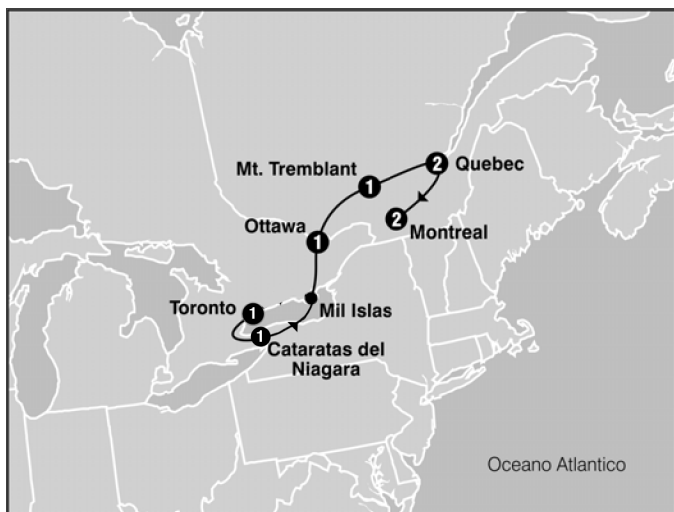 2
Quebec
Mt. Tremblant
1
2
Montreal
Ottawa
1
Toronto
1
Mil Islas
1
Cataratas del
Niagara
Oceano Atlantico